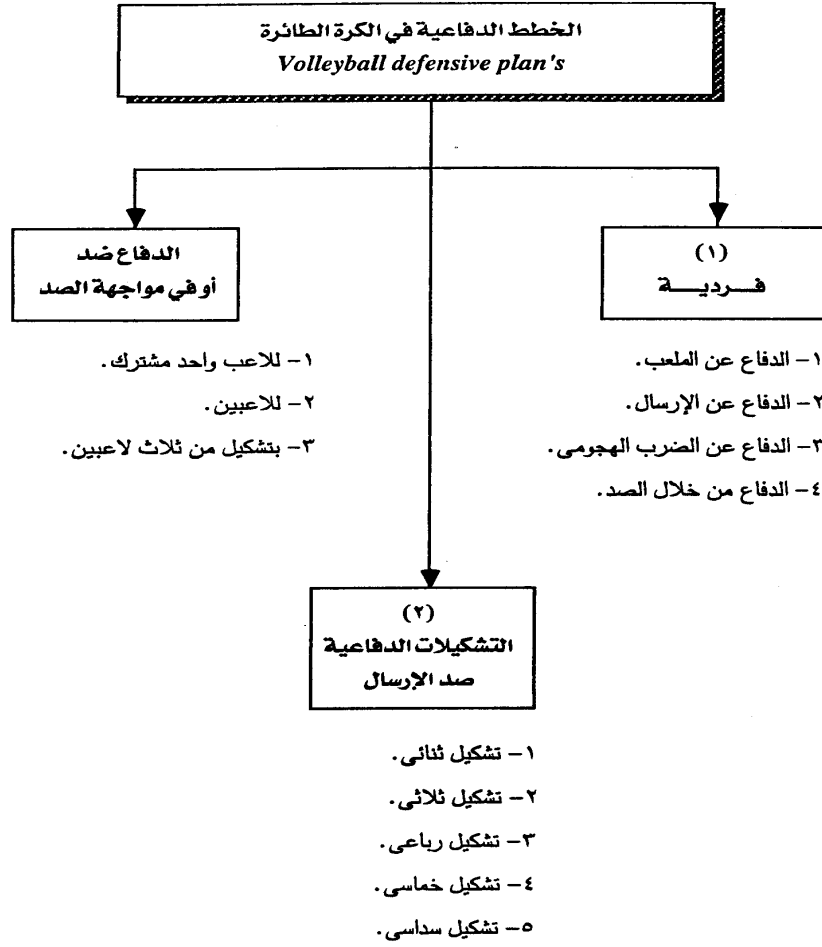 الخطط الدفاعية في الكرة الطائرة
Volleyball defensive plan's
(١)
فــرديــــة
١- الدفاع عن الملعب.
٢- الدفاع عن الإرسال.
٣- الدفاع عن الضرب الهجومى.
٤- الدفاع من خلال الصد.
(٢)
التشكيلات الدفاعية
صد الإرسال
١- تشكيل ثنائى.
٢- تشكيل ثلاثى.
٣- تشكيل رباعى.
٤- تشكيل خماسى.
٥- تشكيل سداسى.
الدفاع ضد
أو في مواجهة الصد
١- للاعب واحد مشترك.
٢- للاعبين.
٣- بتشكيل من ثلاث لاعبين.